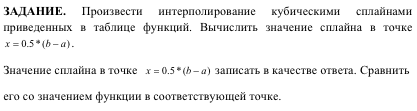 ЗАДАНИЕ. Произвести интерполирование кубическими сплайнами
приведенных в таблице функций. Вычислить значение сплайна в точке
x = 0.5*(b − a).
Значение сплайна в точке x = 0.5*(b − a) записать в качестве ответа. Сравнить
его со значением функции в соответствующей точке.